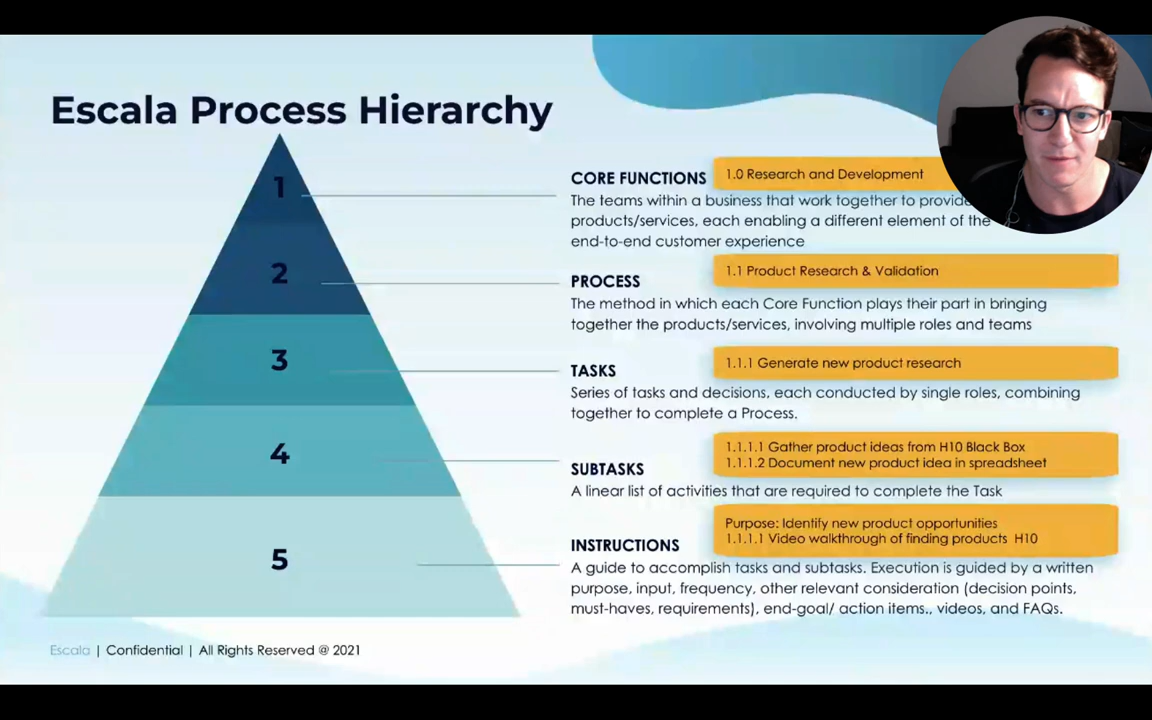 Escala Process Hierarchy
1
CORE FUNCTIONS
1.0 Research and Development
The teams within a business that work together to provide
products/services, each enabling a different element of the
end-to-end customer experience
2
1.1 Product Research & Validation
PROCESS
The method in which each Core Function plays their part in bringing
together the products/services, involving multiple roles and teams
3
1.1.1 Generate new product research
TASKS
Series of tasks and decisions, each conducted by single roles, combining
together to complete a Process.
4
1.1.1.1 Gather product ideas from H10 Black Box
1.1.1.2 Document new product idea in spreadsheet
SUBTASKS
A linear list of activities that are required to complete the Task
5
Purpose: Identify new product opportunities
1.1.1.1 Video walkthrough of finding products H10
INSTRUCTIONS
A guide to accomplish tasks and subtasks. Execution is guided by a written
purpose, input, frequency, other relevant consideration (decision points,
must-haves, requirements), end-goal/ action items., videos, and FAQs.
Escala | Confidential | All Rights Reserved @ 2021